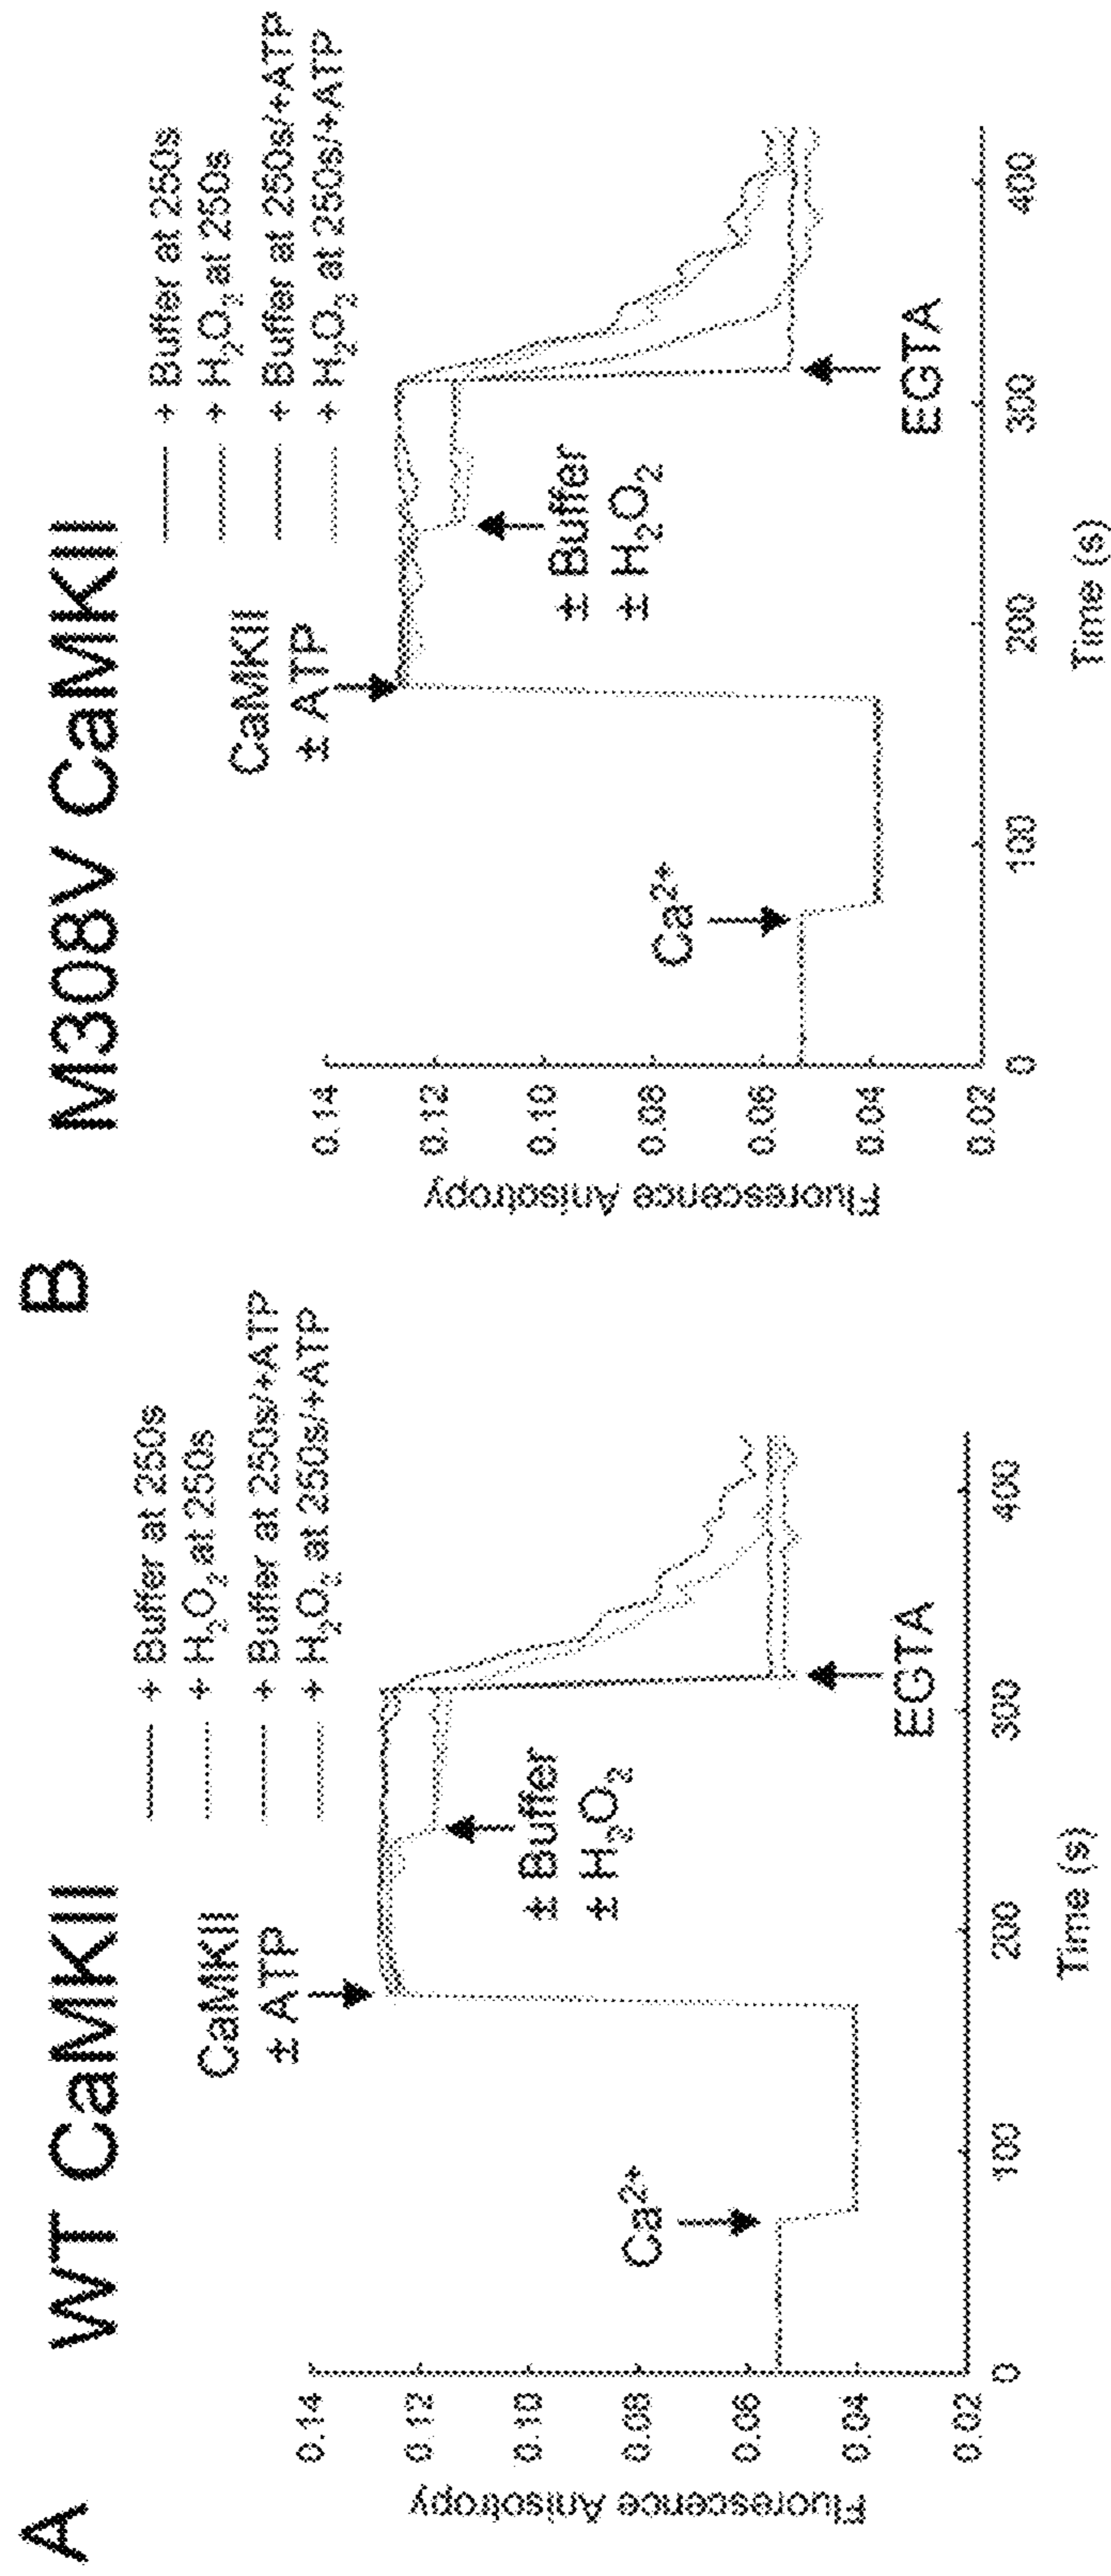 A
WT CaMKII
+ Buffer at 250s
+ H2O2 at 250s
+ Buffer at 250s/+ATP
+ H2O2 at 250s/+ATP
CaMKII
± ATP
Ca2+
± Buffer
± H2O2
EGTA
Fluorescence Anisotropy
0.14
0.12
0.10
0.08
0.06
0.04
0.02
0
100
200
300
400
Time (s)
B
M308V CaMKII
+ Buffer at 250s
+ H2O2 at 250s
+ Buffer at 250s/+ATP
+ H2O2 at 250s/+ATP
CaMKII
± ATP
Ca2+
± Buffer
± H2O2
EGTA
Fluorescence Anisotropy
0.14
0.12
0.10
0.08
0.06
0.04
0.02
0
100
200
300
400
Time (s)